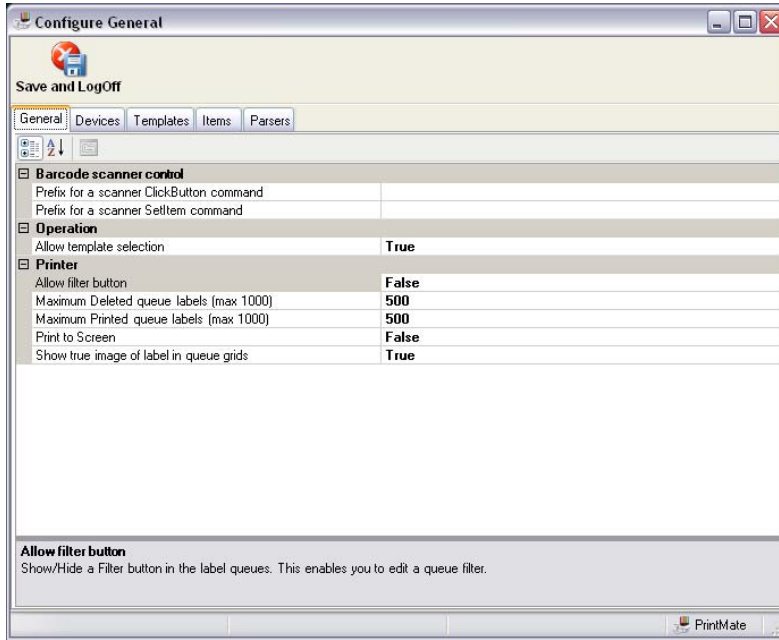 Configure General
Save and LogOff
General Devices Templates Items Parsers
A Z
Barcode scanner control
Prefix for a scanner ClickButton command
Prefix for a scanner SetItem command
Operation
Allow template selection True
Printer
Allow filter button False
Maximum Deleted queue labels (max 1000) 500
Maximum Printed queue labels (max 1000) 500
Print to Screen False
Show true image of label in queue grids True
Allow filter button
Show/Hide a Filter button in the label queues. This enables you to edit a queue filter.
PrintMate